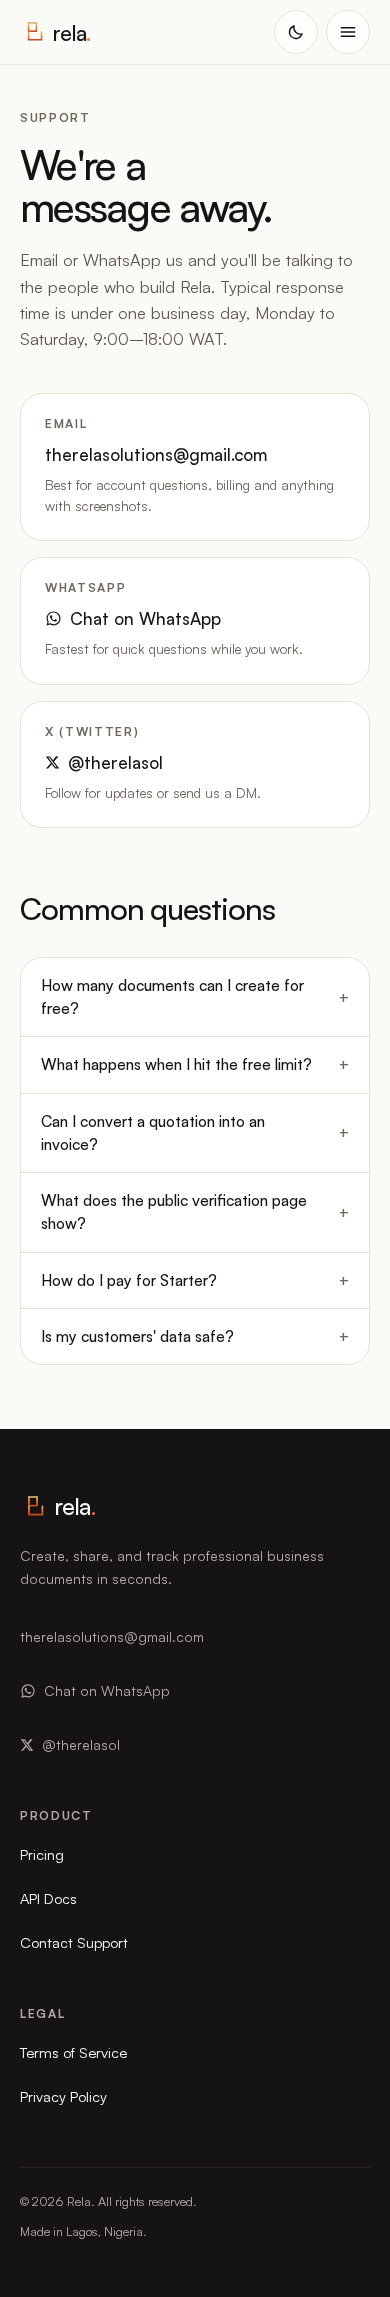 rela.
SUPPORT
We're a
message away.
Email or WhatsApp us and you'll be talking to
the people who build Rela. Typical response
time is under one business day, Monday to
Saturday, 9:00—18:00 WAT.
EMAIL
therelasolutions@gmail.com
Best for account questions, billing and anything
with screenshots.
WHATSAPP
Chat on WhatsApp
Fastest for quick questions while you work.
X (TWITTER)
@therelasol
Follow for updates or send us a DM.
Common questions
How many documents can I create for
free?
+
What happens when I hit the free limit? +
Can I convert a quotation into an
invoice?
+
What does the public verification page
show?
+
How do I pay for Starter? +
Is my customers' data safe? +
rela.
Create, share, and track professional business
documents in seconds.
therelasolutions@gmail.com
Chat on WhatsApp
@therelasol
PRODUCT
Pricing
API Docs
Contact Support
LEGAL
Terms of Service
Privacy Policy
© 2026 Rela. All rights reserved.
Made in Lagos, Nigeria.